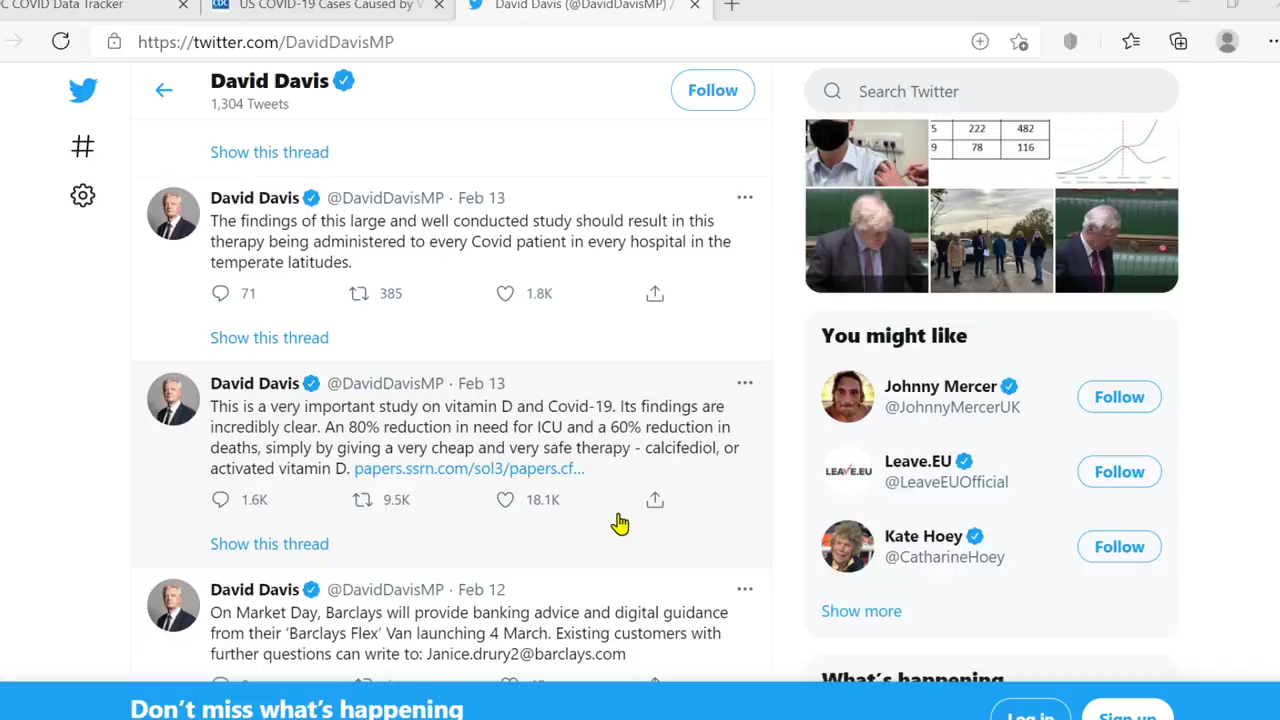 C COVID Data Tracker
CDC US COVID-19 Cases Caused by V
David Davis (@DavidDavisMP) /
https://twitter.com/DavidDavisMP
David Davis
1,304 Tweets
Follow
Show this thread
David Davis @DavidDavisMP · Feb 13
The findings of this large and well conducted study should result in this
therapy being administered to every Covid patient in every hospital in the
temperate latitudes.
71 385 1.8K
Show this thread
David Davis @DavidDavisMP · Feb 13
This is a very important study on vitamin D and Covid-19. Its findings are
incredibly clear. An 80% reduction in need for ICU and a 60% reduction in
deaths, simply by giving a very cheap and very safe therapy - calcifediol, or
activated vitamin D. papers.ssrn.com/sol3/papers.cf...
1.6K 9.5K 18.1K
Show this thread
David Davis @DavidDavisMP · Feb 12
On Market Day, Barclays will provide banking advice and digital guidance
from their ‘Barclays Flex’ Van launching 4 March. Existing customers with
further questions can write to: Janice.drury2@barclays.com
Search Twitter
5 222 482
9 78 116
You might like
Johnny Mercer
@JohnnyMercerUK
Follow
LEAVE.EU
Leave.EU
@LeaveEUOfficial
Follow
Kate Hoey
@CatharineHoey
Follow
Show more
What's happening
Don’t miss what’s happening
Log in
Sign up